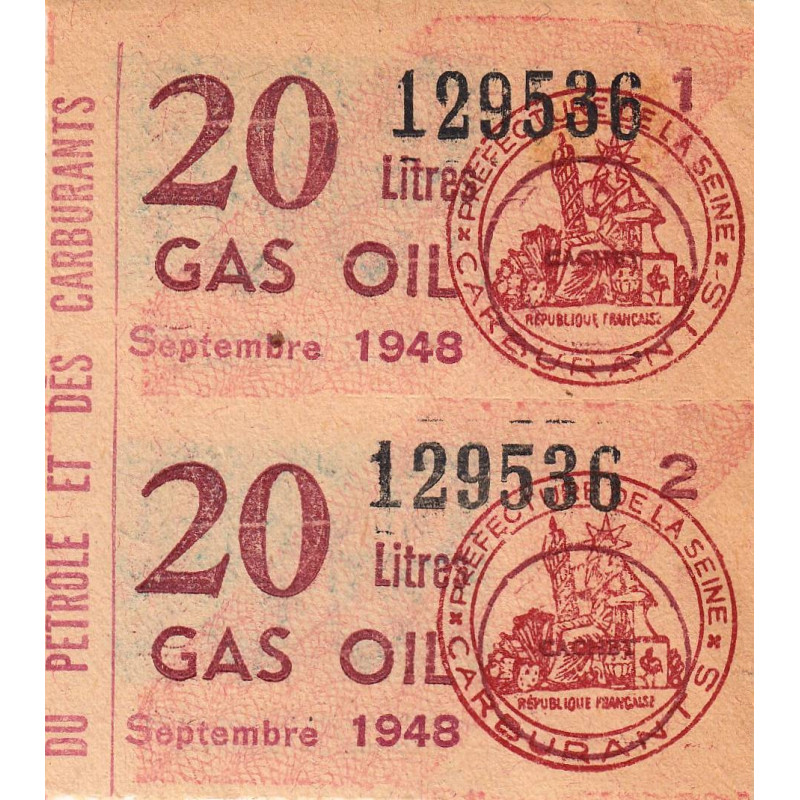 DU PETROLE ET DES CARBURANTS
129536 1
20 Litres
GAS OIL
Septembre 1948
PREFECTURE DE LA SEINE
CACHET
RÉPUBLIQUE FRANÇAISE
CARBURANTS
129536 2
20 Litres
GAS OIL
Septembre 1948
PREFECTURE DE LA SEINE
CACHET
RÉPUBLIQUE FRANÇAISE
CARBURANTS